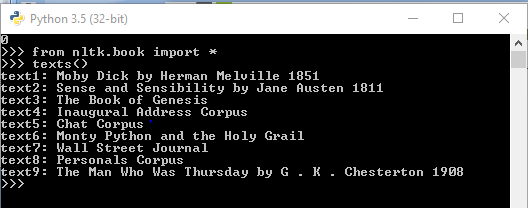 Python 3.5 (32-bit)
0
>>> from nltk.book import *
>>> texts()
text1: Moby Dick by Herman Melville 1851
text2: Sense and Sensibility by Jane Austen 1811
text3: The Book of Genesis
text4: Inaugural Address Corpus
text5: Chat Corpus
text6: Monty Python and the Holy Grail
text7: Wall Street Journal
text8: Personals Corpus
text9: The Man Who Was Thursday by G . K . Chesterton 1908
>>>